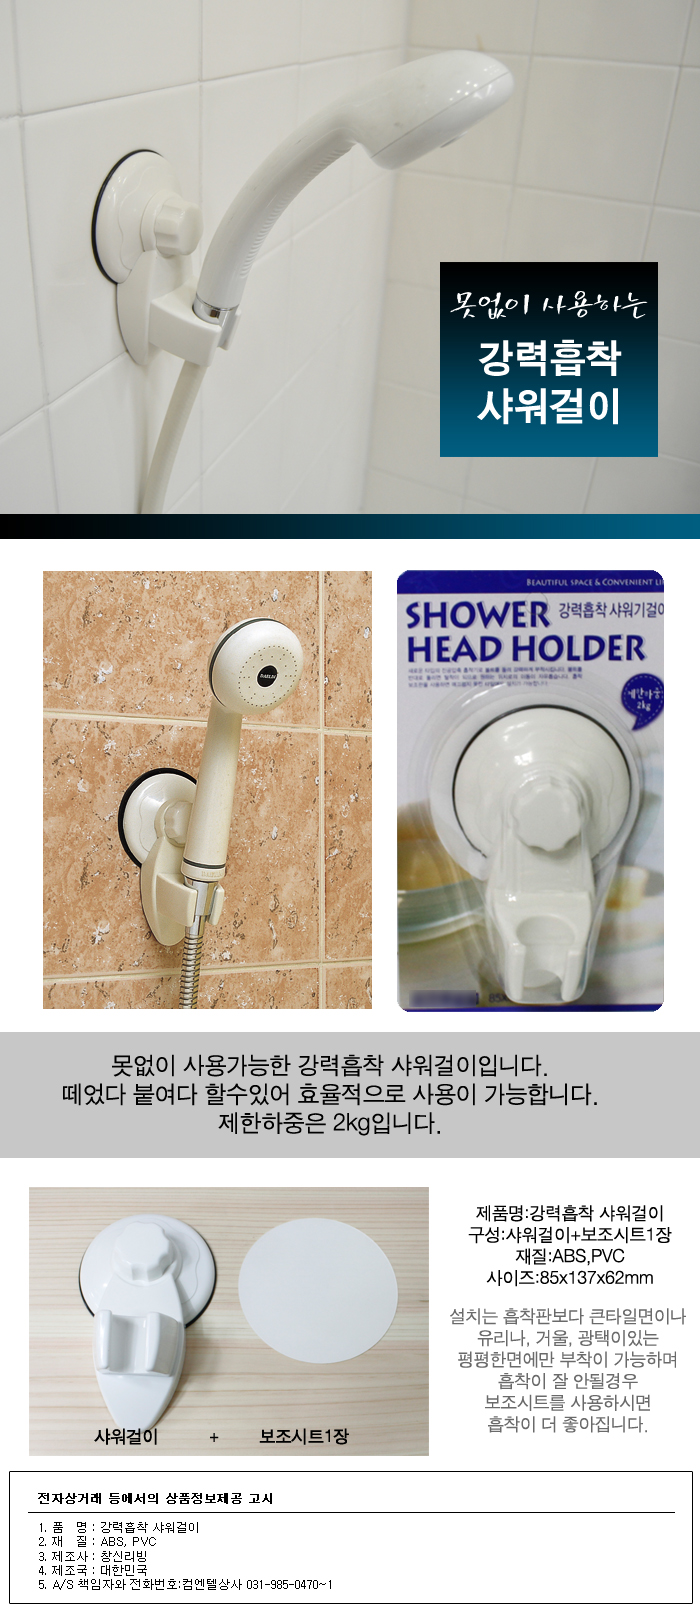 못없이 사용하는
강력흡착
샤워걸이
BEAUTIFUL SPACE & CONVENIENT LI
SHOWER 강력흡착 샤워기걸이
HEAD HOLDER
제한하중
2kg
못없이 사용가능한 강력흡착 샤워걸이입니다.
떼었다 붙여다 할수있어 효율적으로 사용이 가능합니다.
제한하중은 2kg입니다.
제품명:강력흡착 샤워걸이
구성:샤워걸이+보조시트1장
재질:ABS,PVC
사이즈:85x137x62mm
설치는 흡착판보다 큰타일면이나
유리나, 거울, 광택이있는
평평한면에만 부착이 가능하며
흡착이 잘 안될경우
보조시트를 사용하시면
흡착이 더 좋아집니다.
샤워걸이 + 보조시트1장
전자상거래 등에서의 상품정보제공 고시
1. 품 명 : 강력흡착 샤워걸이
2. 재 질 : ABS, PVC
3. 제조사 : 창신리빙
4. 제조국 : 대한민국
5. A/S 책임자와 전화번호:컴엔텔상사 031-985-0470~1